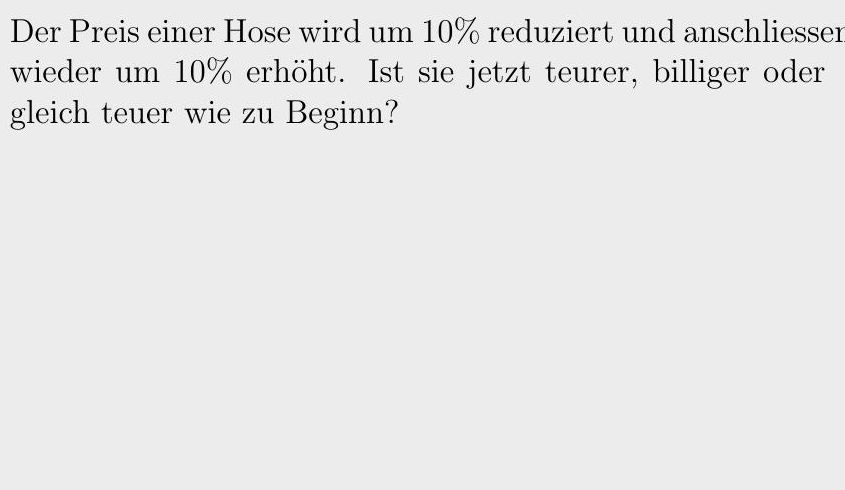 Der Preis einer Hose wird um 10% reduziert und anschliessen
wieder um 10% erhöht. Ist sie jetzt teurer, billiger oder
gleich teuer wie zu Beginn?